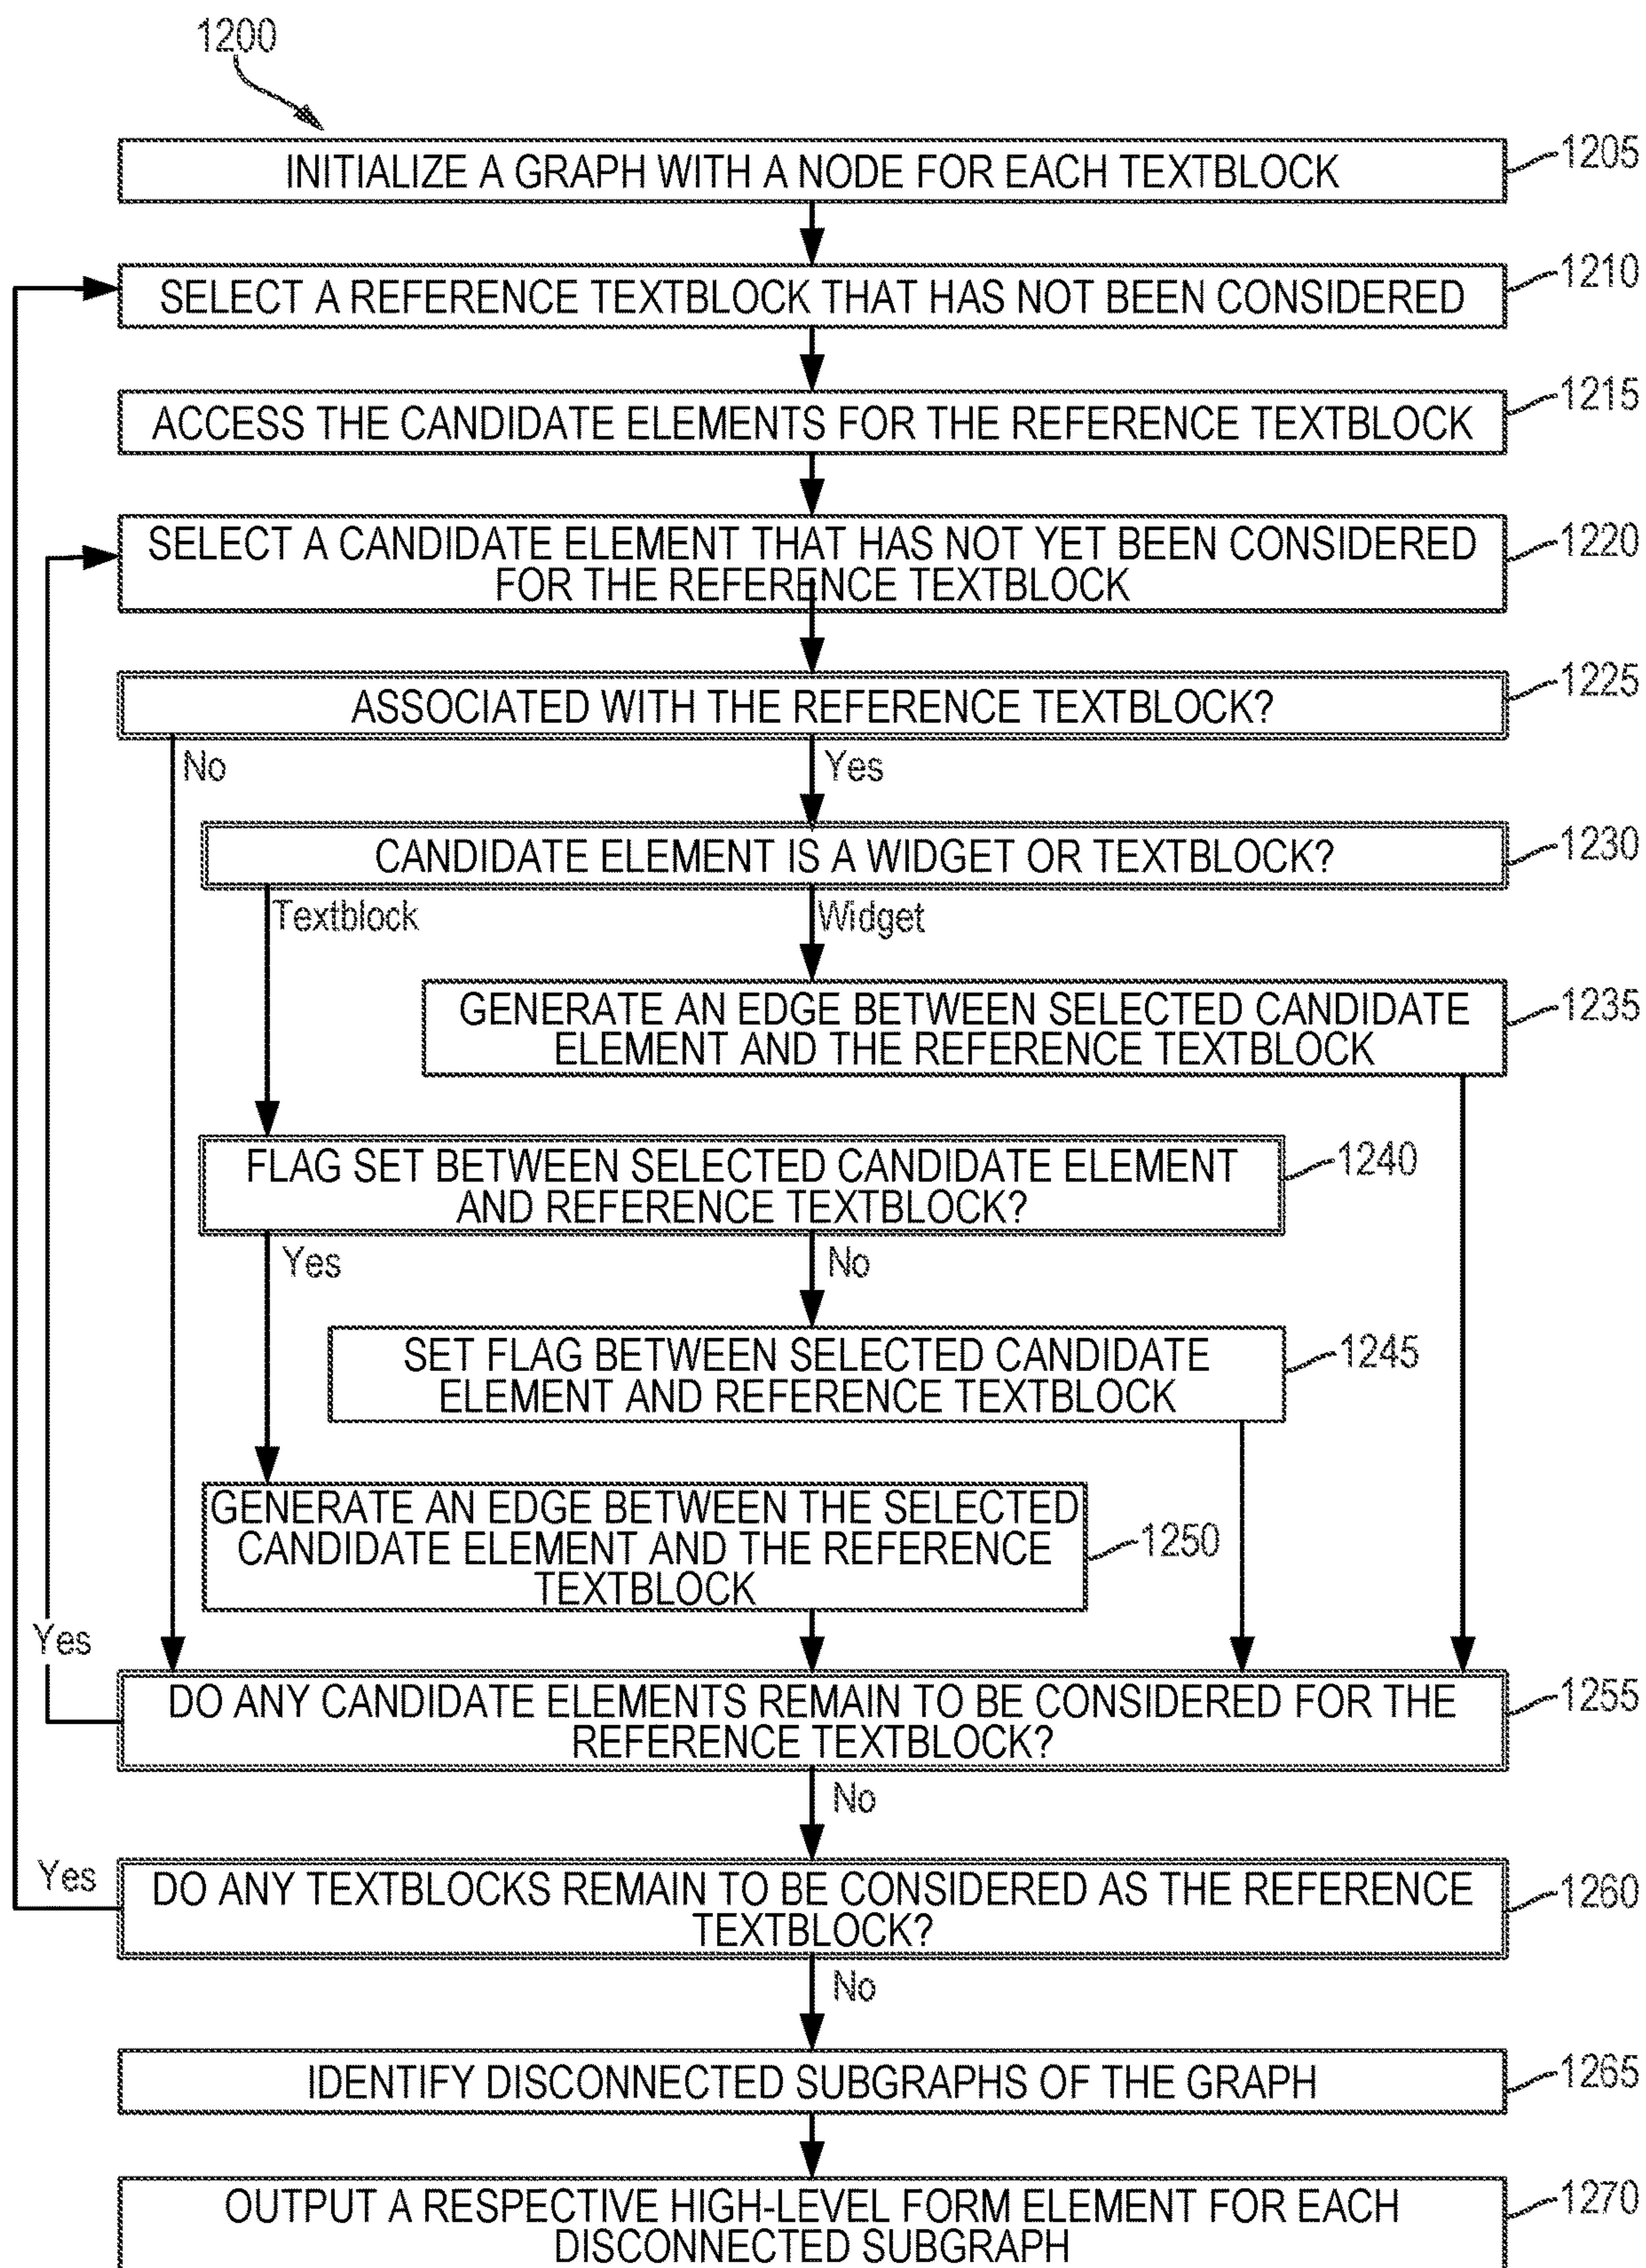 1200
INITIALIZE A GRAPH WITH A NODE FOR EACH TEXTBLOCK
1205
SELECT A REFERENCE TEXTBLOCK THAT HAS NOT BEEN CONSIDERED
1210
ACCESS THE CANDIDATE ELEMENTS FOR THE REFERENCE TEXTBLOCK
1215
SELECT A CANDIDATE ELEMENT THAT HAS NOT YET BEEN CONSIDERED
FOR THE REFERENCE TEXTBLOCK
1220
ASSOCIATED WITH THE REFERENCE TEXTBLOCK?
1225
No
Yes
CANDIDATE ELEMENT IS A WIDGET OR TEXTBLOCK?
1230
Textblock
Widget
GENERATE AN EDGE BETWEEN SELECTED CANDIDATE
ELEMENT AND THE REFERENCE TEXTBLOCK
1235
FLAG SET BETWEEN SELECTED CANDIDATE ELEMENT
AND REFERENCE TEXTBLOCK?
1240
Yes
No
SET FLAG BETWEEN SELECTED CANDIDATE
ELEMENT AND REFERENCE TEXTBLOCK
1245
GENERATE AN EDGE BETWEEN THE SELECTED
CANDIDATE ELEMENT AND THE REFERENCE
TEXTBLOCK
1250
Yes
DO ANY CANDIDATE ELEMENTS REMAIN TO BE CONSIDERED FOR THE
REFERENCE TEXTBLOCK?
1255
No
Yes
DO ANY TEXTBLOCKS REMAIN TO BE CONSIDERED AS THE REFERENCE
TEXTBLOCK?
1260
No
IDENTIFY DISCONNECTED SUBGRAPHS OF THE GRAPH
1265
OUTPUT A RESPECTIVE HIGH-LEVEL FORM ELEMENT FOR EACH
DISCONNECTED SUBGRAPH
1270